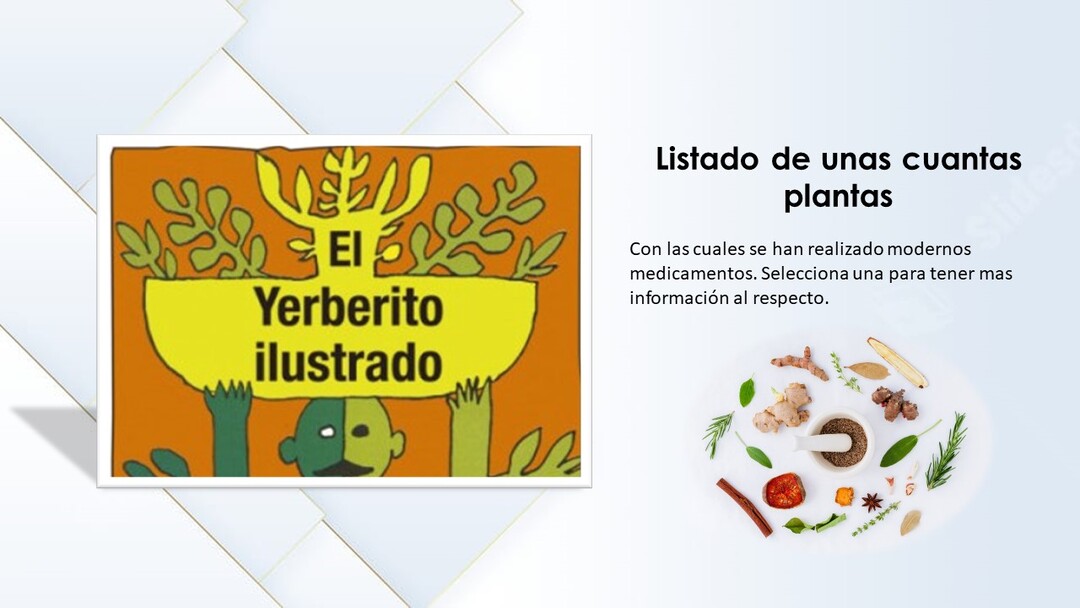 El
Yerberito
ilustrado
Listado de unas cuantas
plantas
Con las cuales se han realizado modernos
medicamentos. Selecciona una para tener mas
información al respecto.